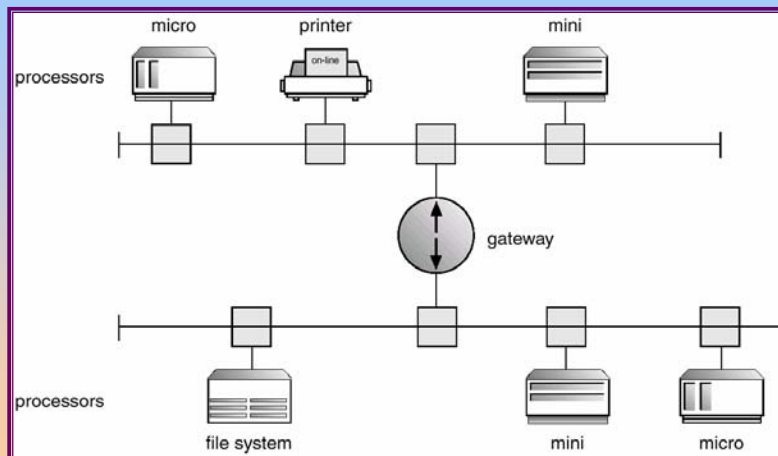 micro
printer
mini
on-line
processors
gateway
processors
file system
mini
micro